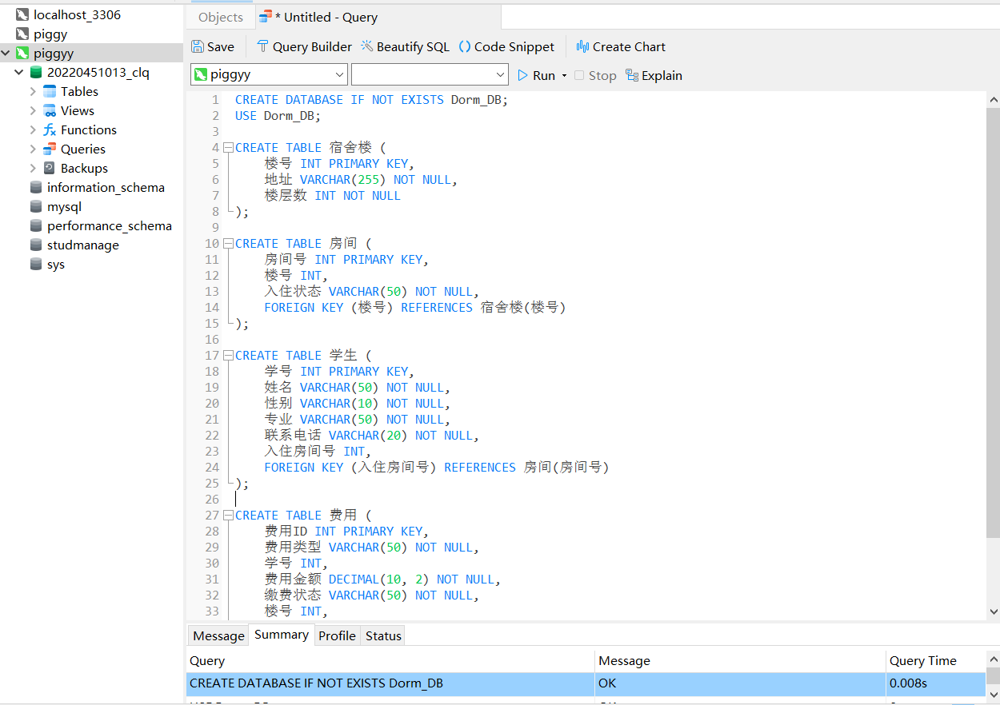 localhost_3306
piggy
piggyy
20220451013_clq
Tables
Views
Functions
Queries
Backups
information_schema
mysql
performance_schema
studmanage
sys
Objects * Untitled - Query
Save Query Builder Beautify SQL () Code Snippet Create Chart
piggyy Run Stop Explain
1 CREATE DATABASE IF NOT EXISTS Dorm_DB;
2 USE Dorm_DB;
3
4 CREATE TABLE 宿舍楼 (
5 楼号 INT PRIMARY KEY,
6 地址 VARCHAR(255) NOT NULL,
7 楼层数 INT NOT NULL
8 );
9
10 CREATE TABLE 房间 (
11 房间号 INT PRIMARY KEY,
12 楼号 INT,
13 入住状态 VARCHAR(50) NOT NULL,
14 FOREIGN KEY (楼号) REFERENCES 宿舍楼(楼号)
15 );
16
17 CREATE TABLE 学生 (
18 学号 INT PRIMARY KEY,
19 姓名 VARCHAR(50) NOT NULL,
20 性别 VARCHAR(10) NOT NULL,
21 专业 VARCHAR(50) NOT NULL,
22 联系电话 VARCHAR(20) NOT NULL,
23 入住房间号 INT,
24 FOREIGN KEY (入住房间号) REFERENCES 房间(房间号)
25 );
26
27 CREATE TABLE 费用 (
28 费用ID INT PRIMARY KEY,
29 费用类型 VARCHAR(50) NOT NULL,
30 学号 INT,
31 费用金额 DECIMAL(10, 2) NOT NULL,
32 缴费状态 VARCHAR(50) NOT NULL,
33 楼号 INT,
Message Summary Profile Status
Query Message Query Time
CREATE DATABASE IF NOT EXISTS Dorm_DB OK 0.008s